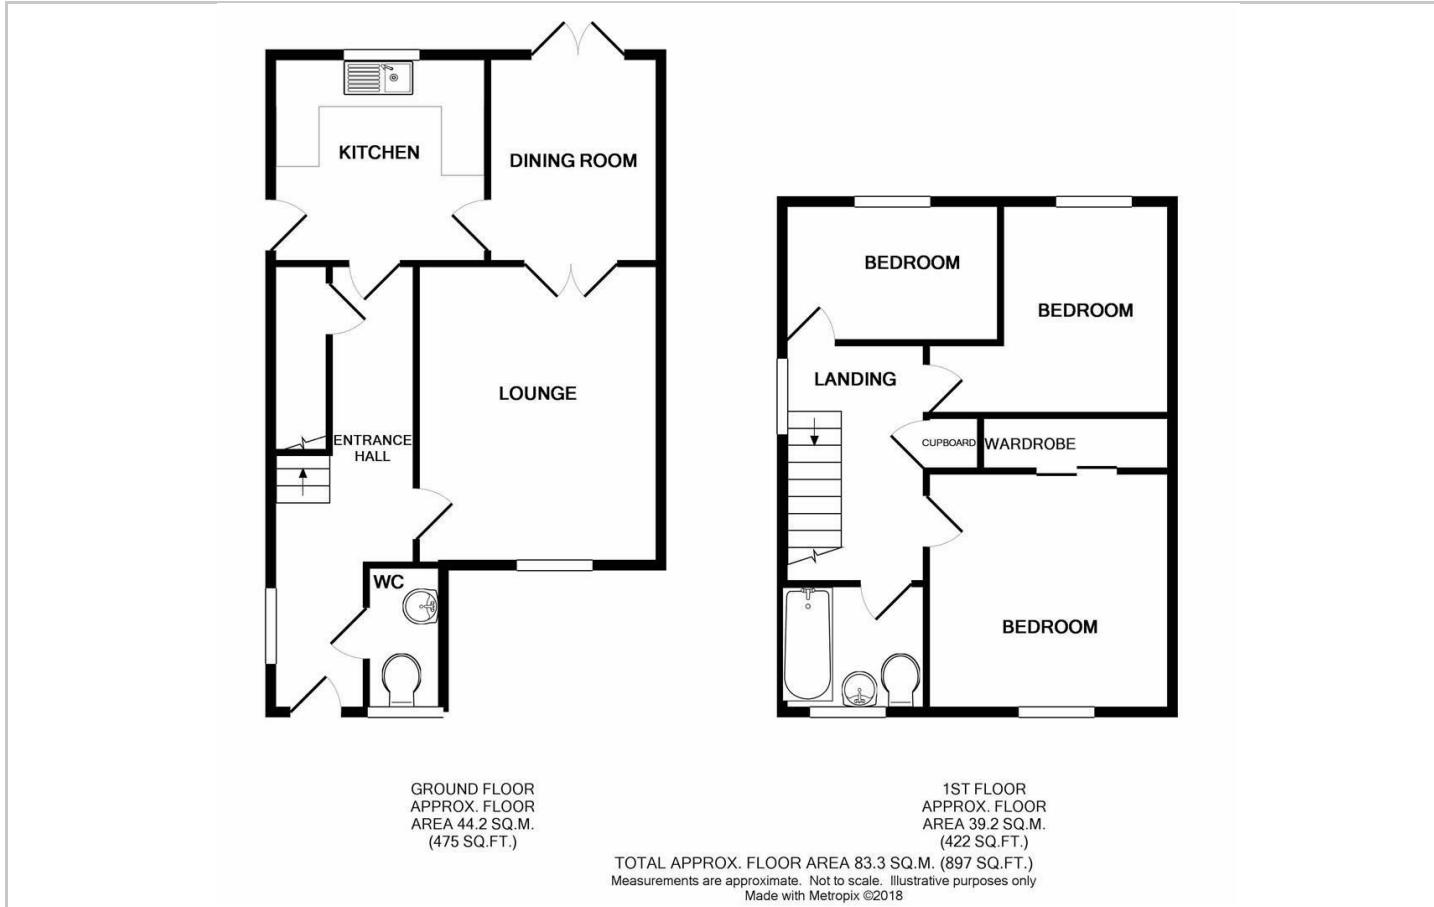 KITCHEN
DINING ROOM
LOUNGE
ENTRANCE
HALL
WC
BEDROOM
BEDROOM
LANDING
CUPBOARD
WARDROBE
BEDROOM
GROUND FLOOR
APPROX. FLOOR
AREA 44.2 SQ.M.
(475 SQ.FT.)
1ST FLOOR
APPROX. FLOOR
AREA 39.2 SQ.M.
(422 SQ.FT.)
TOTAL APPROX. FLOOR AREA 83.3 SQ.M. (897 SQ.FT.)
Measurements are approximate. Not to scale. Illustrative purposes only
Made with Metropix ©2018